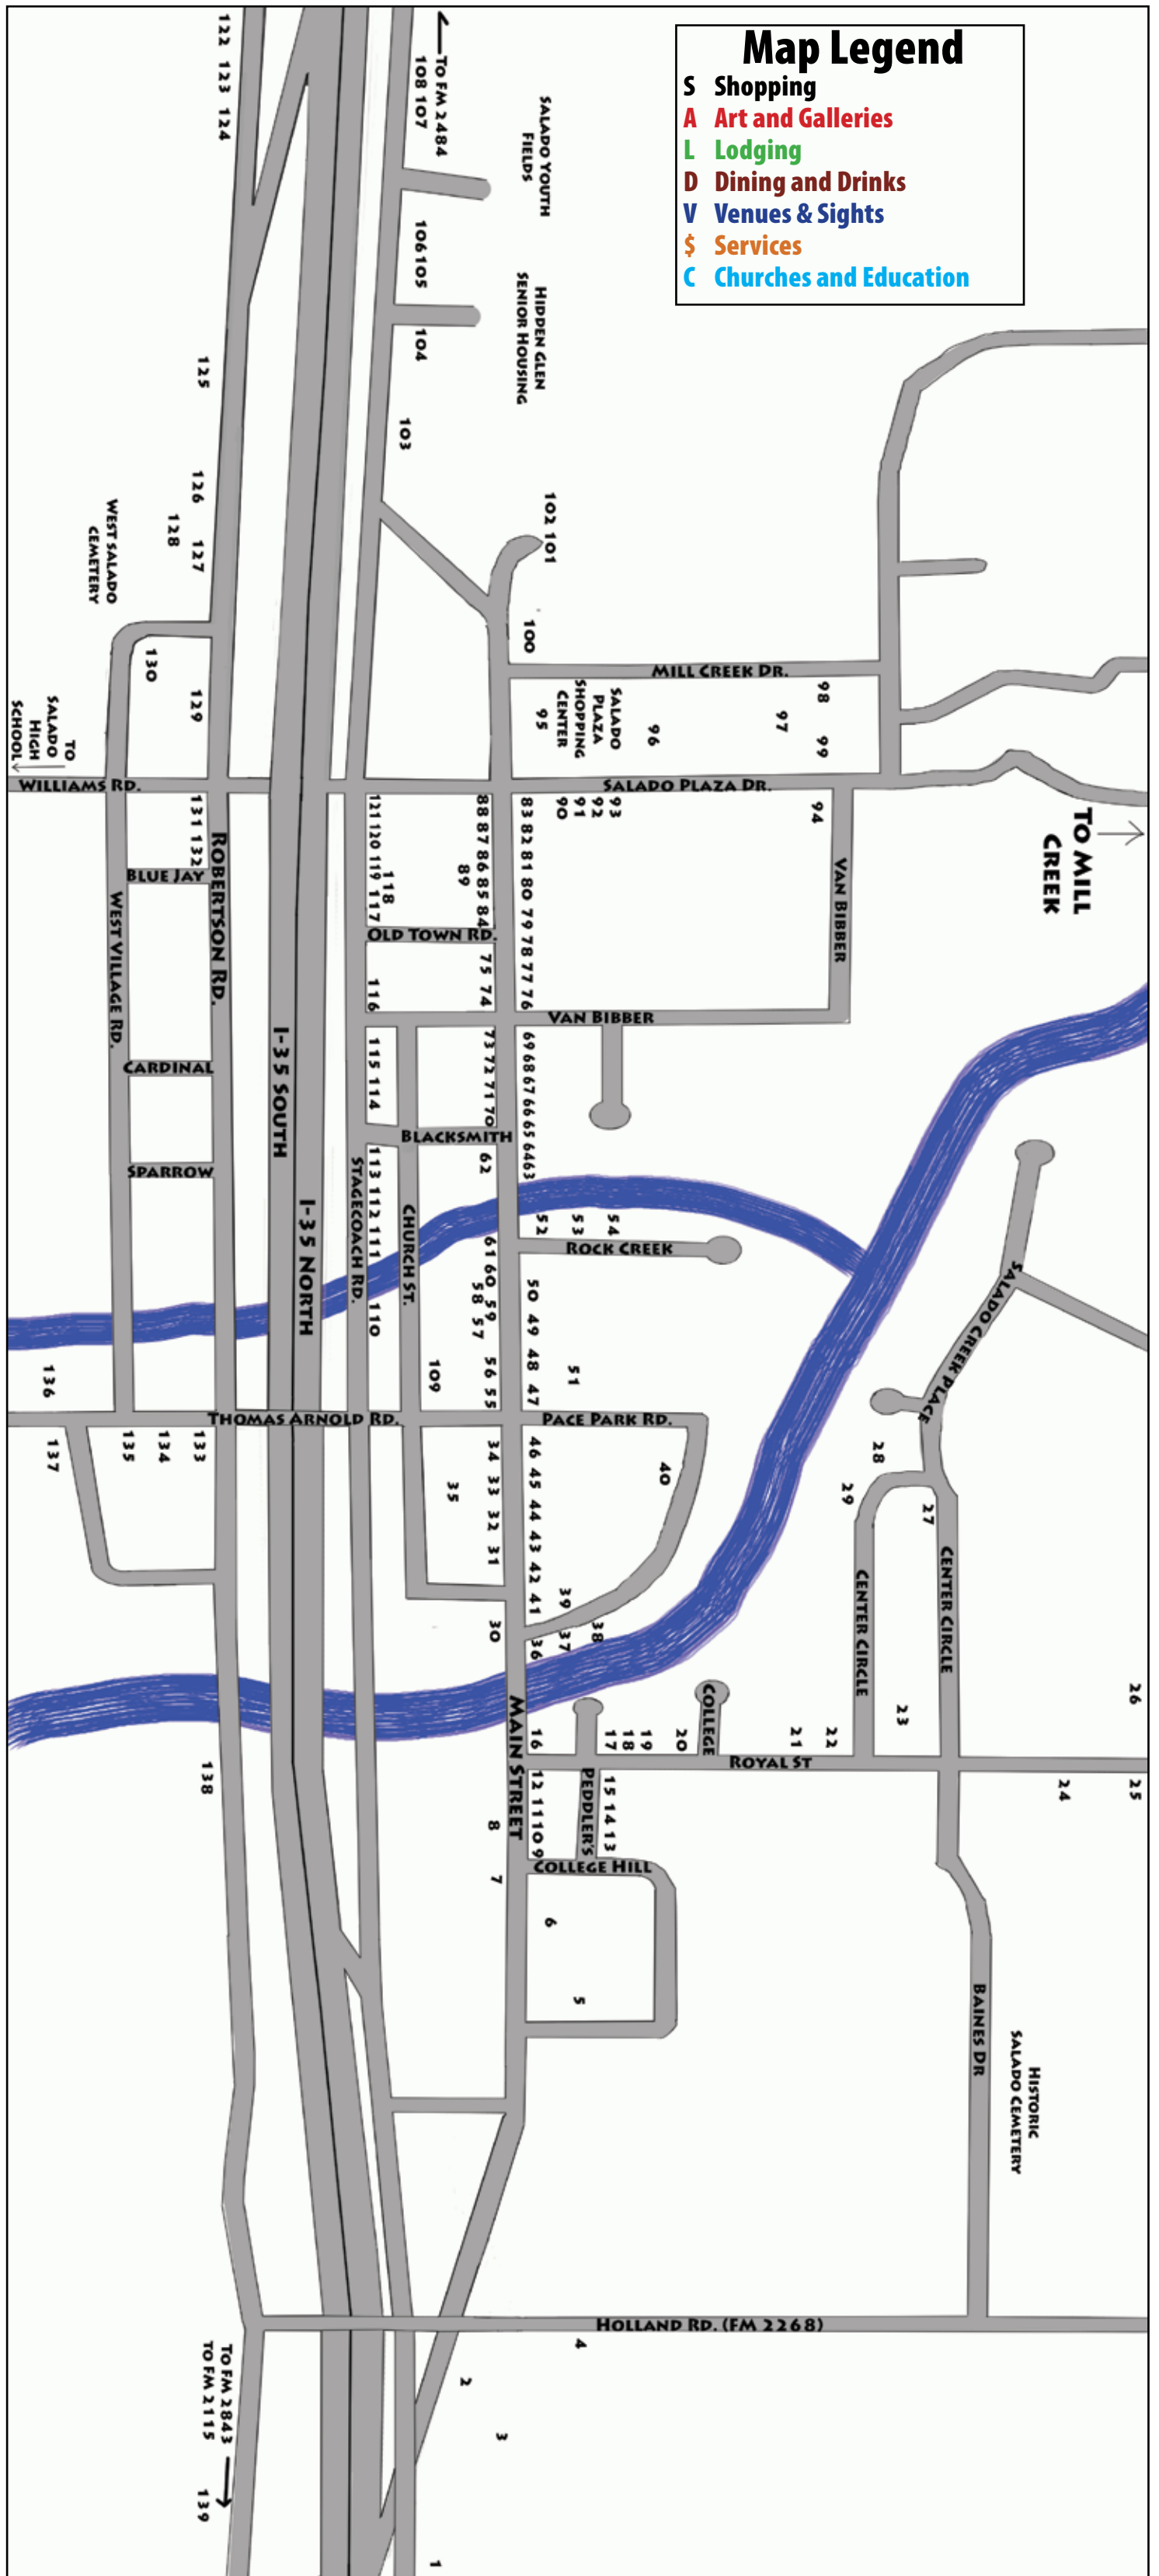 Map Legend
S Shopping
A Art and Galleries
L Lodging
D Dining and Drinks
V Venues & Sights
$ Services
C Churches and Education
122 123 124
To FM 2484
108 107
Salado Youth
Fields
106 105
Hidden Glen
Senior Housing
104
125
103
126
102 101
West Salado
Cemetery
128
127
100
130
Mill Creek Dr.
129
98
97
96
95
Salado
Plaza
Shopping
Center
99
To
Salado
High
School
Williams Rd.
Salado Plaza Dr.
131 132
121 120 119 117
118
88 87 86 85 84
89
83 82 81 80 79 78 77 76
90
91
92
93
94
To Mill
Creek
Blue Jay
Robertson Rd.
West Village Rd.
Van Bibber
Old Town Rd.
75 74
116
Van Bibber
I-35 South
115 114
73 72 71 70
69 68 67 66 65 64 63
Cardinal
Blacksmith
62
Sparrow
Stagecoach Rd.
113 112 111
110
I-35 North
Church St.
52
53
54
Rock Creek
61 60 59
58 57
56 55
50 49 48 47
51
109
Salado Creek Place
136
Thomas Arnold Rd.
Pace Park Rd.
137
135
134
133
35
34 33 32 31
46 45 44 43 42 41
40
28
29
27
Center Circle
Center Circle
39
38
37
36
30
Main Street
College
26
23
16
17
18
19
20
21
22
Royal St
138
12 11 10 9
Peddler's
15 14 13
24
25
8
College Hill
7
6
5
Baines Dr
Historic
Salado Cemetery
Holland Rd. (FM 2268)
4
To FM 2843
To FM 2115
2
3
139
1